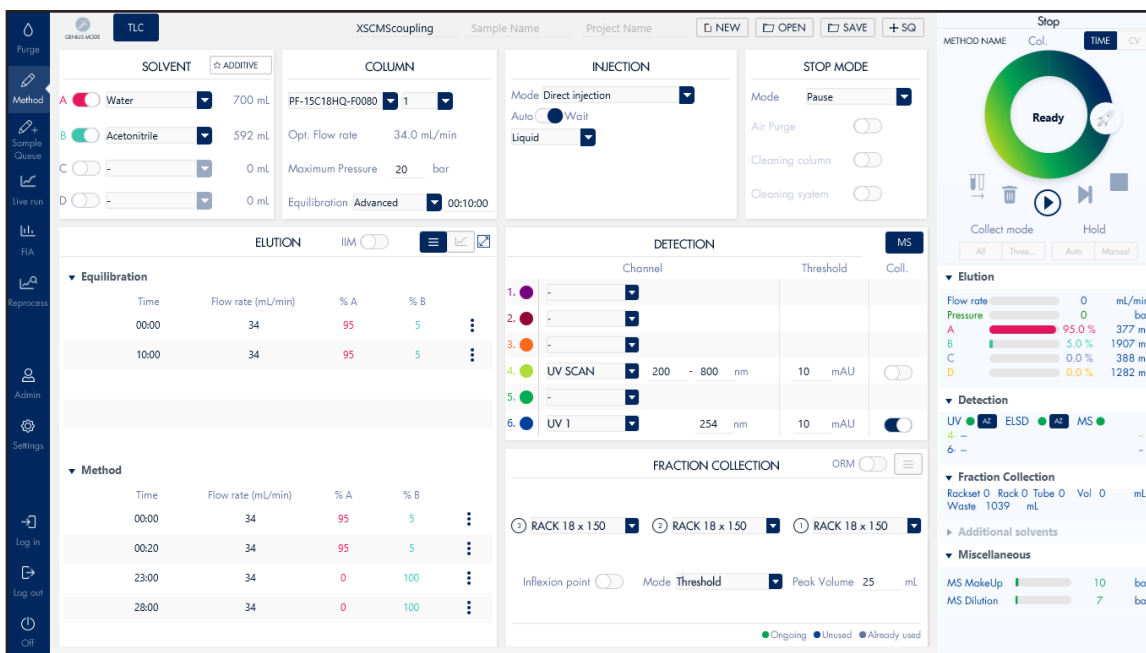 Purge
Method
Sample
Queue
Live run
FIA
Reprocess
Admin
Settings
Log in
Log out
Off
GENIUS MODE
TLC
XSCMScoupling
Sample Name
Project Name
NEW
OPEN
SAVE
+ SQ
SOLVENT
ADDITIVE
A Water 700 mL
B Acetonitrile 592 mL
C - 0 mL
D - 0 mL
COLUMN
PF-15C18HQ-F0080 1
Opt. Flow rate 34.0 mL/min
Maximum Pressure 20 bar
Equilibration Advanced 00:10:00
INJECTION
Mode Direct injection
Auto Wait
Liquid
STOP MODE
Mode Pause
Air Purge
Cleaning column
Cleaning system
ELUTION IIM
Equilibration
Time Flow rate (mL/min) % A % B
00:00 34 95 5
10:00 34 95 5
Method
Time Flow rate (mL/min) % A % B
00:00 34 95 5
00:20 34 95 5
23:00 34 0 100
28:00 34 0 100
DETECTION MS
Channel Threshold Coll.
1. -
2. -
3. -
4. UV SCAN 200 - 800 nm 10 mAU
5. -
6. UV 1 254 nm 10 mAU
FRACTION COLLECTION ORM
3 RACK 18 x 150 2 RACK 18 x 150 1 RACK 18 x 150
Inflexion point Mode Threshold Peak Volume 25 mL
Ongoing Unused Already used
Stop
METHOD NAME Col. TIME CV
Ready
Collect mode Hold
All Thres... Auto Manual
Elution
Flow rate 0 mL/min
Pressure 0 ba
A 95.0 % 377 m
B 5.0 % 1907 m
C 0.0 % 388 m
D 0.0 % 1282 m
Detection
UV AZ ELSD AZ MS
4- – -
6- – -
Fraction Collection
Rackset 0 Rack 0 Tube 0 Vol 0 mL
Waste 1039 mL
Additional solvents
Miscellaneous
MS MakeUp 10 ba
MS Dilution 7 ba